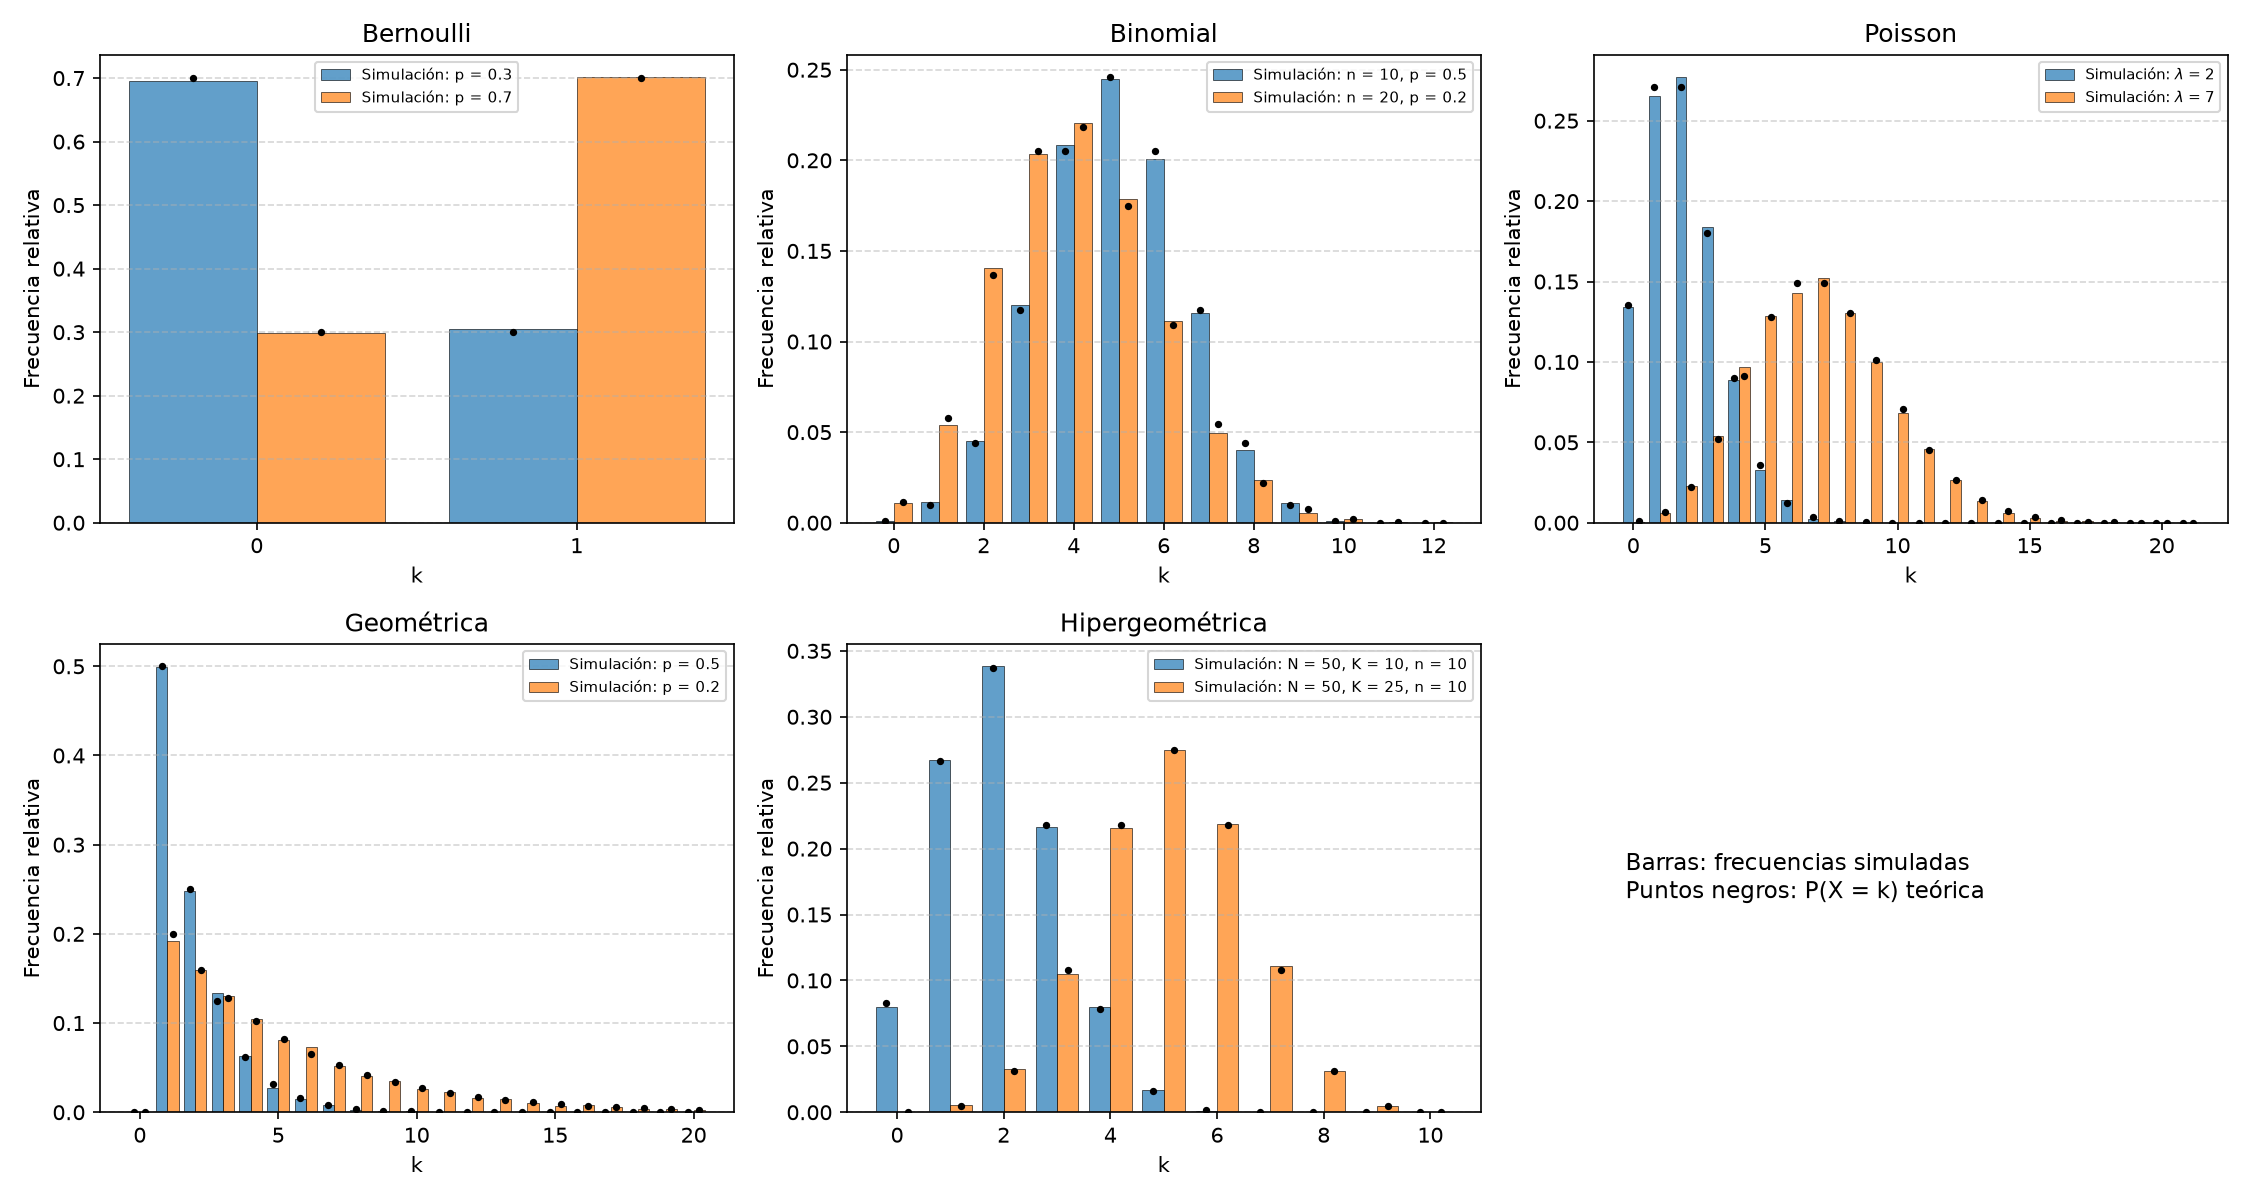 Bernoulli
Simulación: p = 0.3
Simulación: p = 0.7
0.7
0.6
0.5
0.4
0.3
0.2
0.1
0.0
Frecuencia relativa
0 1
k
Binomial
Simulación: n = 10, p = 0.5
Simulación: n = 20, p = 0.2
0.25
0.20
0.15
0.10
0.05
0.00
Frecuencia relativa
0 2 4 6 8 10 12
k
Poisson
Simulación: λ = 2
Simulación: λ = 7
0.25
0.20
0.15
0.10
0.05
0.00
Frecuencia relativa
0 5 10 15 20
k
Geométrica
Simulación: p = 0.5
Simulación: p = 0.2
0.5
0.4
0.3
0.2
0.1
0.0
Frecuencia relativa
0 5 10 15 20
k
Hipergeométrica
Simulación: N = 50, K = 10, n = 10
Simulación: N = 50, K = 25, n = 10
0.35
0.30
0.25
0.20
0.15
0.10
0.05
0.00
Frecuencia relativa
0 2 4 6 8 10
k
Barras: frecuencias simuladas
Puntos negros: P(X = k) teórica